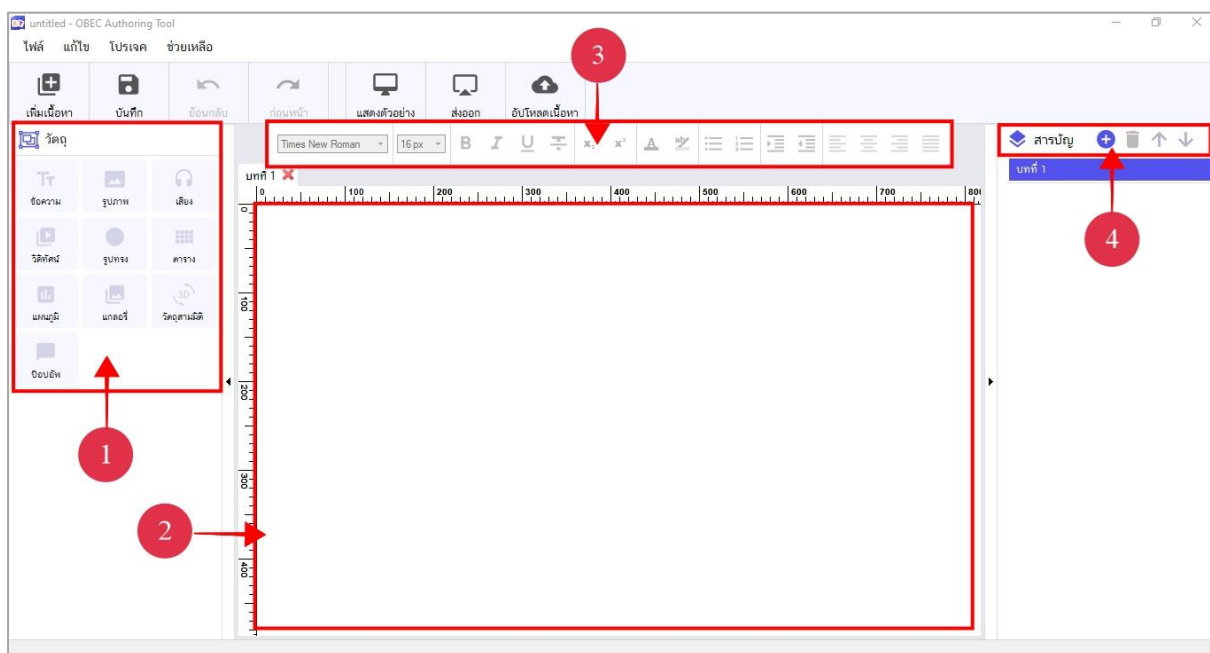 untitled - OBEC Authoring Tool
ไฟล์ แก้ไข โปรเจค ช่วยเหลือ
3
เพิ่มเนื้อหา บันทึก ย้อนกลับ ก่อนหน้า แสดงตัวอย่าง ส่งออก อัปโหลดเนื้อหา
วัตถุ
Times New Roman 16 px B I U T x₂ x² A aby
สารบัญ
บทที่ 1
บทที่ 1
0 100 200 300 400 500 600 700 800
Tт
ข้อความ รูปภาพ เสียง
วิดีทัศน์ รูปทรง ตาราง
3D
แผนภูมิ แกลอรี่ วัตถุสามมิติ
ป๊อบอัพ
4
1
2
0
100
200
300
400